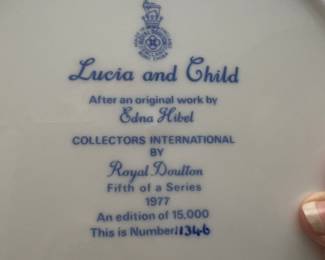 Lucia and Child
After an original work by
Edna Hibel
COLLECTORS INTERNATIONAL
BY
Royal Doulton
Fifth of a Series
1977
An edition of 15,000
This is Number 11346